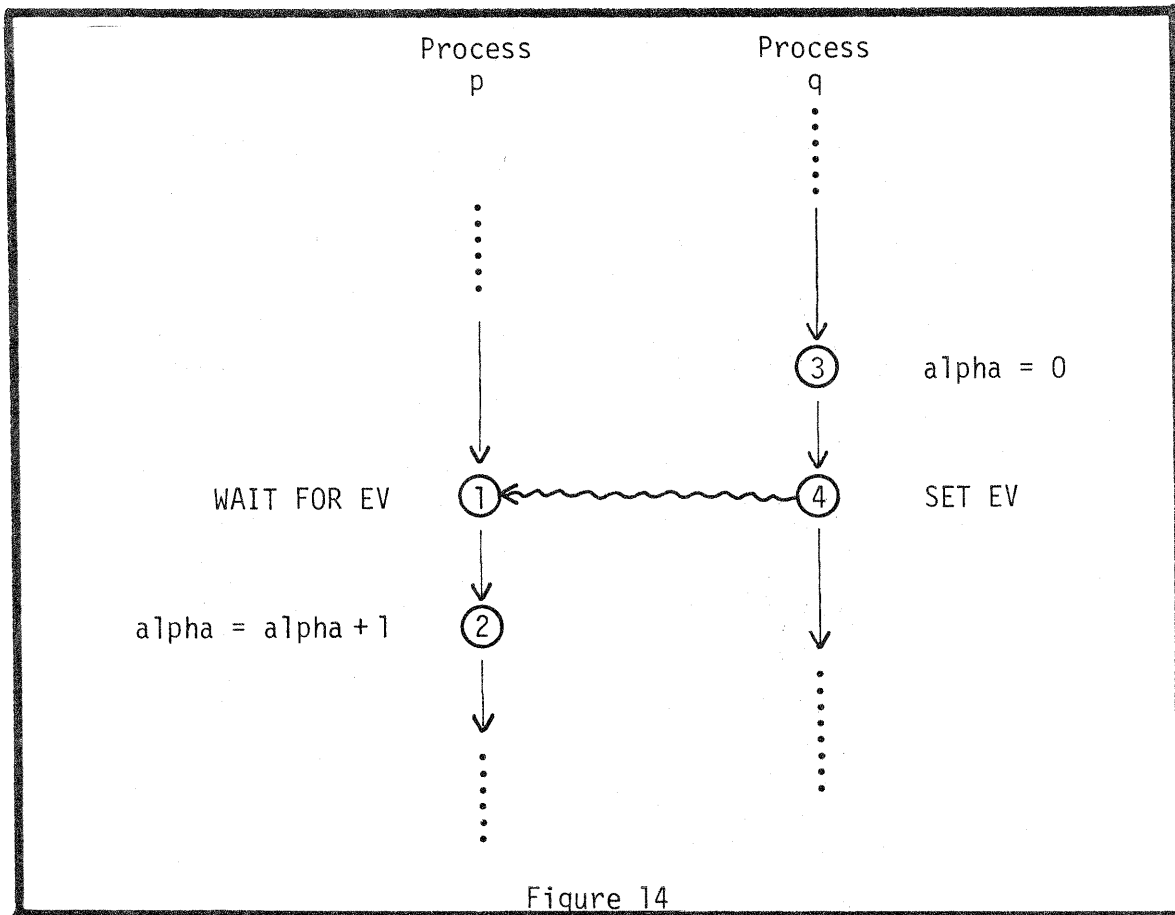 Process Process
p q
3 alpha = 0
WAIT FOR EV 1 4 SET EV
alpha = alpha + 1 2
Figure 14